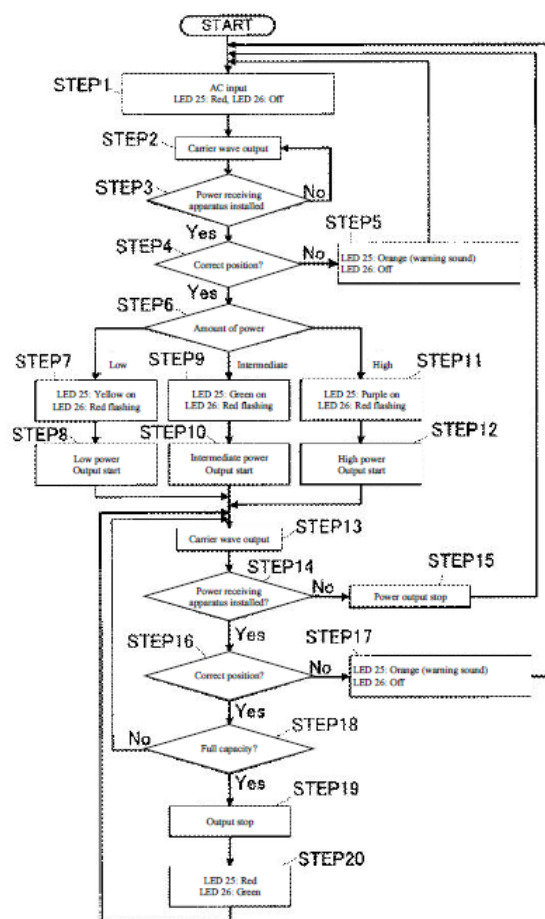 START
STEP1
AC input
LED 25: Red, LED 26: Off
STEP2
Carrier wave output
STEP3
Power receiving
apparatus installed
No
Yes
STEP4
Correct position?
No
STEP5
LED 25: Orange (warning sound)
LED 26: Off
Yes
STEP6
Amount of power
STEP7
Low
STEP9
Intermediate
High
STEP11
LED 25: Yellow on
LED 26: Red flashing
LED 25: Green on
LED 26: Red flashing
LED 25: Purple on
LED 26: Red flashing
STEP8
STEP10
STEP12
Low power
Output start
Intermediate power
Output start
High power
Output start
STEP13
Carrier wave output
STEP14
Power receiving
apparatus installed?
No
STEP15
Power output stop
Yes
STEP16
Correct position?
No
STEP17
LED 25: Orange (warning sound)
LED 26: Off
Yes
STEP18
Full capacity?
No
Yes
STEP19
Output stop
STEP20
LED 25: Red
LED 26: Green